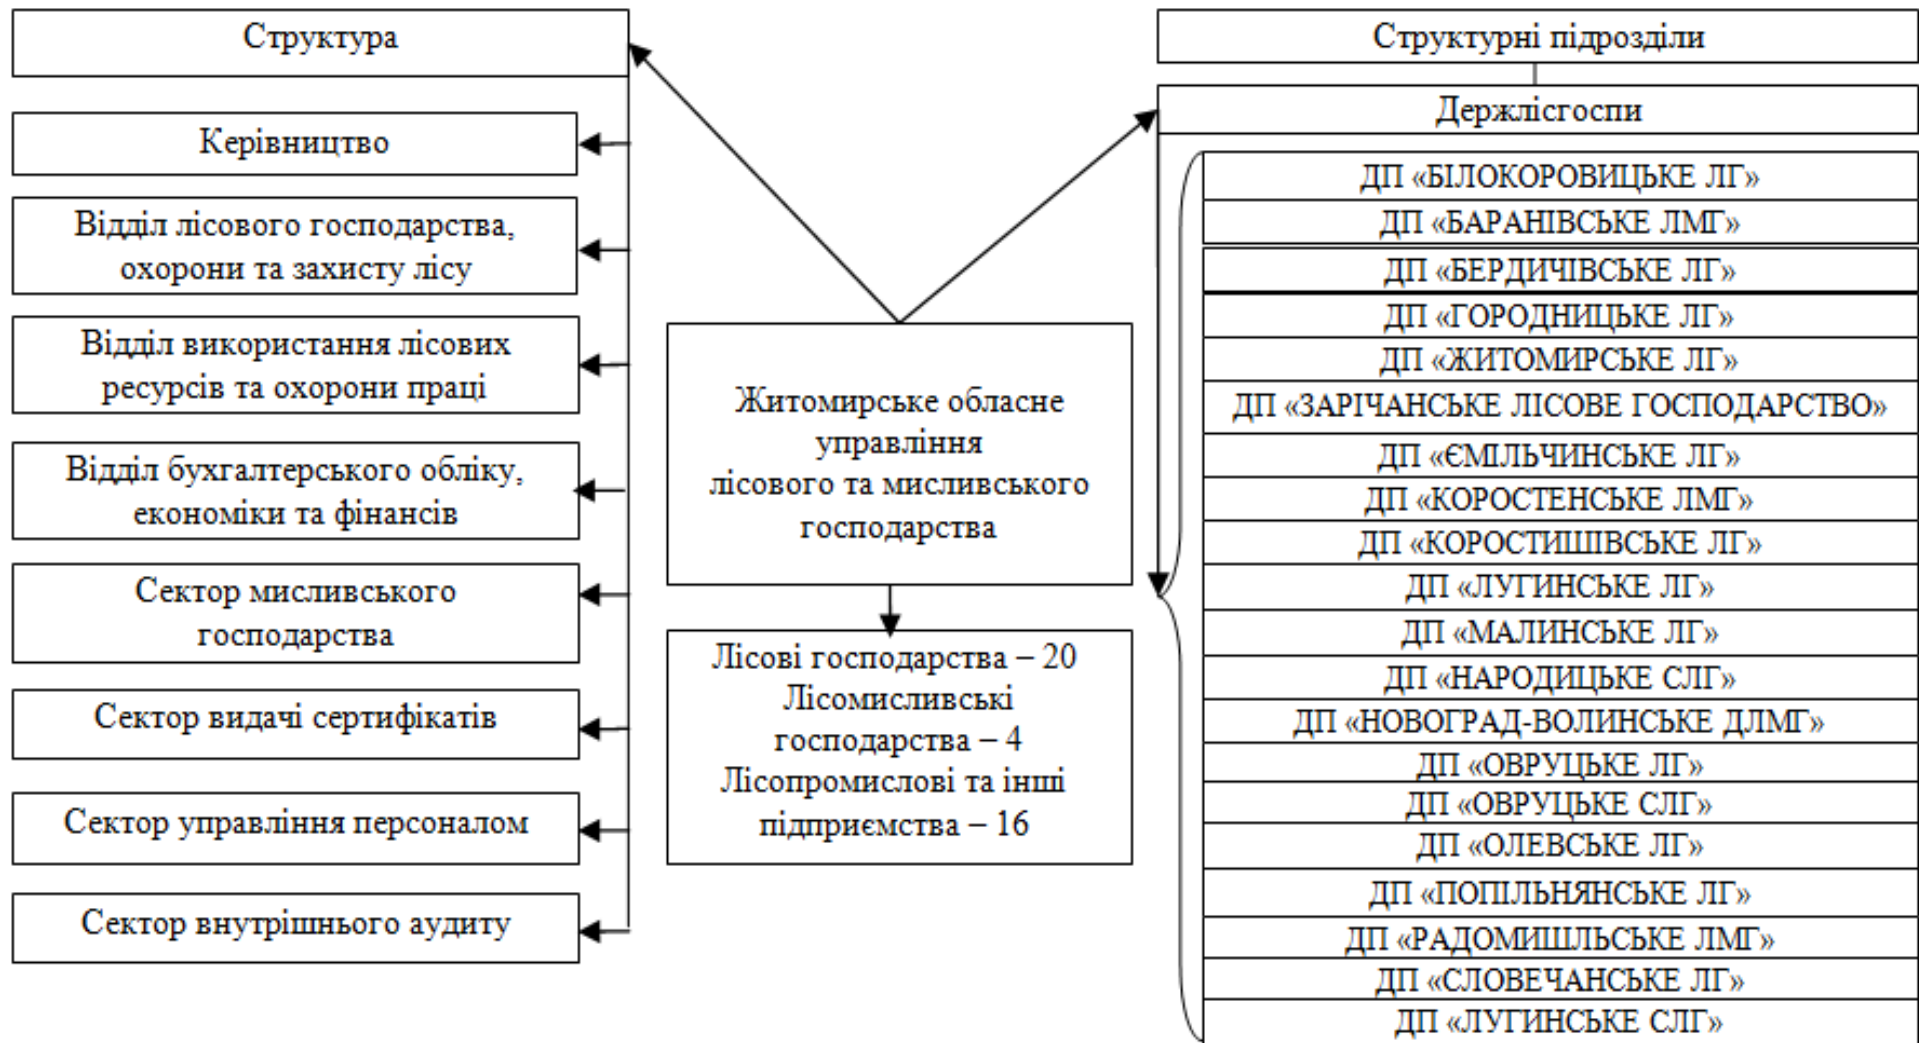 Структура
Керівництво
Відділ лісового господарства,
охорони та захисту лісу
Відділ використання лісових
ресурсів та охорони праці
Відділ бухгалтерського обліку,
економіки та фінансів
Сектор мисливського
господарства
Сектор видачі сертифікатів
Сектор управління персоналом
Сектор внутрішнього аудиту
Житомирське обласне
управління
лісового та мисливського
господарства
Лісові господарства – 20
Лісомисливські
господарства – 4
Лісопромислові та інші
підприємства – 16
Структурні підрозділи
Держлісгоспи
ДП «БІЛОКОРОВИЦЬКЕ ЛГ»
ДП «БАРАНІВСЬКЕ ЛМГ»
ДП «БЕРДИЧІВСЬКЕ ЛГ»
ДП «ГОРОДНИЦЬКЕ ЛГ»
ДП «ЖИТОМИРСЬКЕ ЛГ»
ДП «ЗАРІЧАНСЬКЕ ЛІСОВЕ ГОСПОДАРСТВО»
ДП «ЄМІЛЬЧИНСЬКЕ ЛГ»
ДП «КОРОСТЕНСЬКЕ ЛМГ»
ДП «КОРОСТИШІВСЬКЕ ЛГ»
ДП «ЛУГИНСЬКЕ ЛГ»
ДП «МАЛИНСЬКЕ ЛГ»
ДП «НАРОДИЦЬКЕ СЛГ»
ДП «НОВОГРАД-ВОЛИНСЬКЕ ДЛМГ»
ДП «ОВРУЦЬКЕ ЛГ»
ДП «ОВРУЦЬКЕ СЛГ»
ДП «ОЛЕВСЬКЕ ЛГ»
ДП «ПОПІЛЬНЯНСЬКЕ ЛГ»
ДП «РАДОМИШЛЬСЬКЕ ЛМГ»
ДП «СЛОВЕЧАНСЬКЕ ЛГ»
ДП «ЛУГИНСЬКЕ СЛГ»